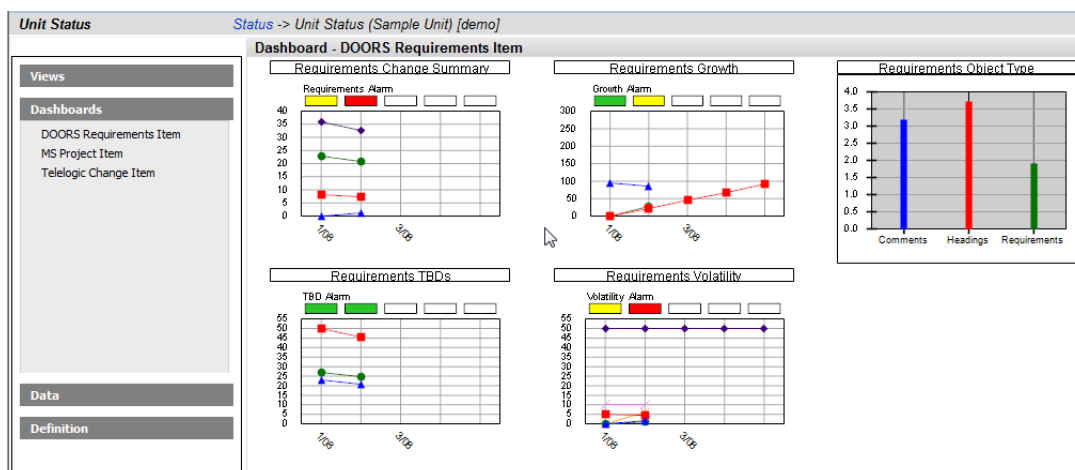 Unit Status
Status -> Unit Status (Sample Unit) [demo]
Views
Dashboards
DOORS Requirements Item
MS Project Item
Telelogic Change Item
Data
Definition
Dashboard - DOORS Requirements Item
Requirements Change Summary
Requirements Alarm
40
35
30
25
20
15
10
5
0
1/08
3/08
Requirements Growth
Growth Alarm
300
250
200
150
100
50
0
1/08
3/08
Requirements Object Type
4.0
3.5
3.0
2.5
2.0
1.5
1.0
0.5
0.0
Comments Headings Requirements
Requirements TBDs
TBD Alarm
55
50
45
40
35
30
25
20
15
10
5
0
1/08
3/08
Requirements Volatility
Volatility Alarm
55
50
45
40
35
30
25
20
15
10
5
0
1/08
3/08